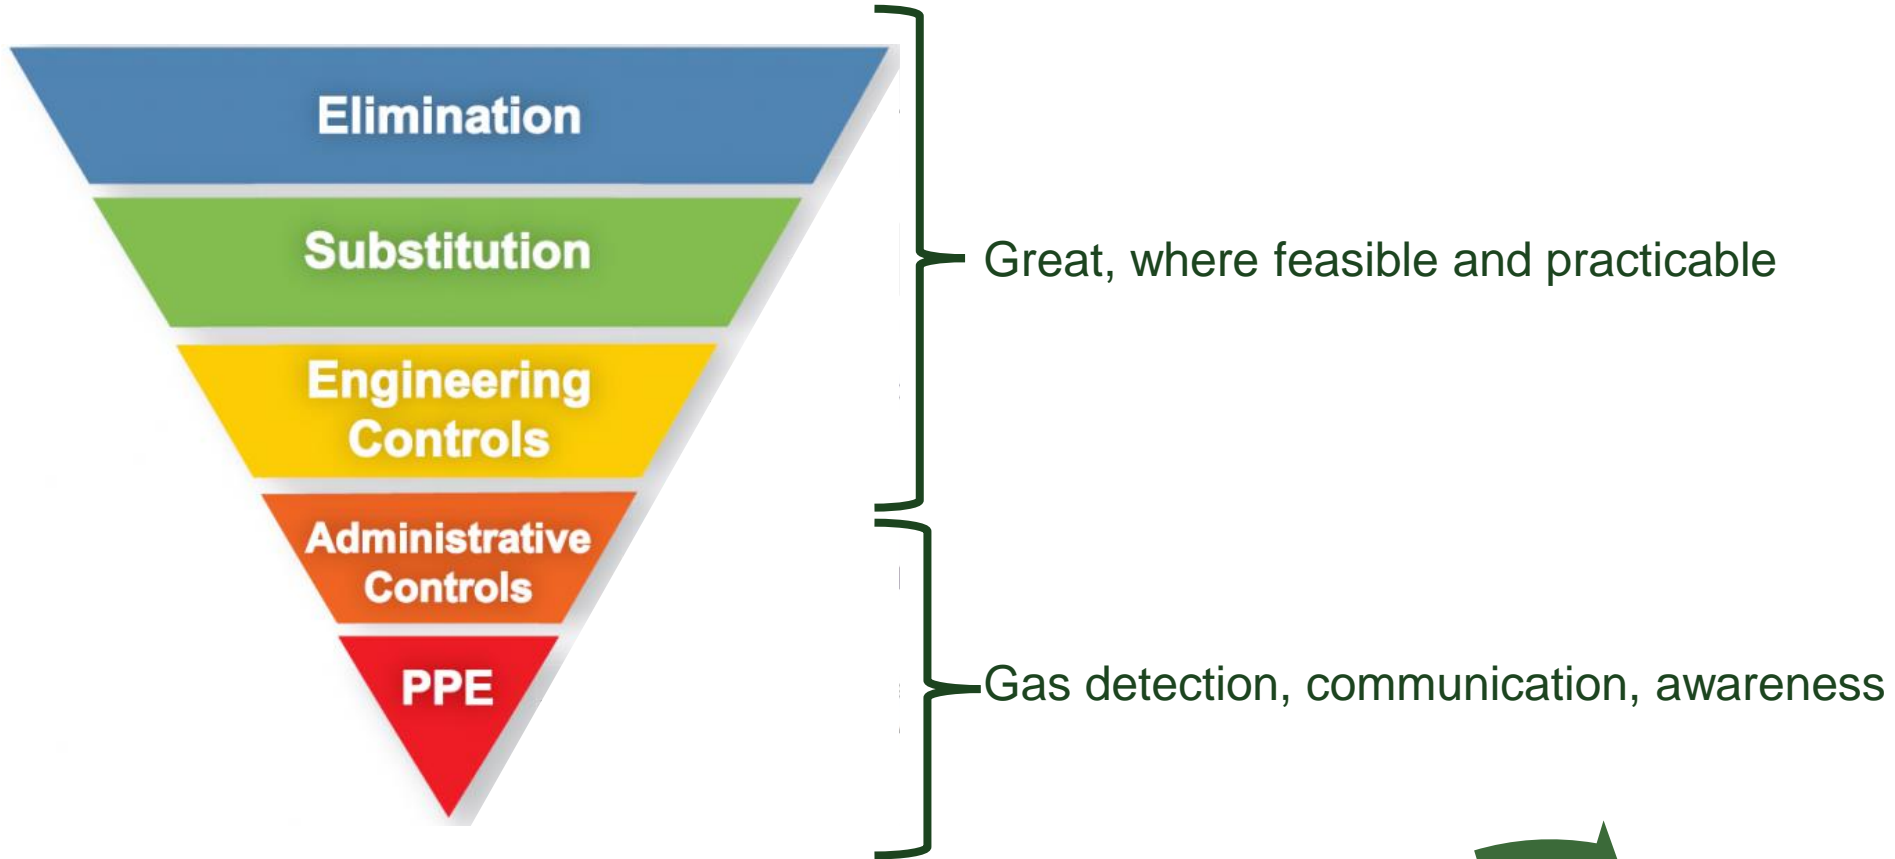 Elimination
Substitution
Great, where feasible and practicable
Engineering
Controls
Administrative
Controls
PPE
Gas detection, communication, awareness